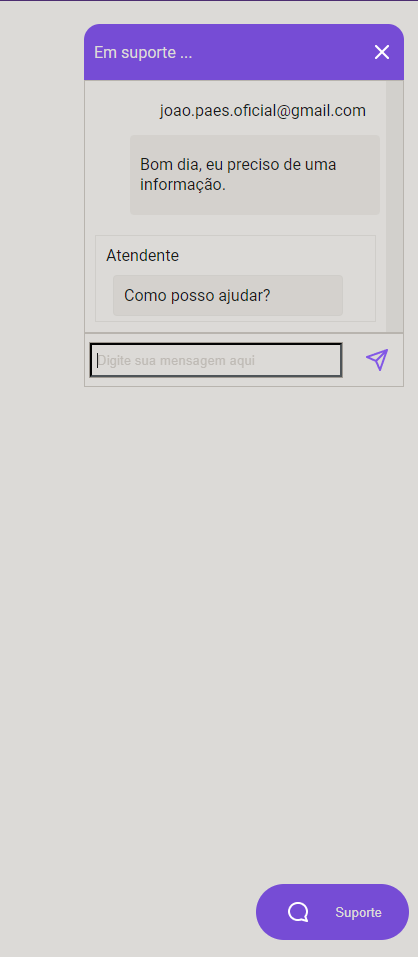 Em suporte ...
joao.paes.oficial@gmail.com
Bom dia, eu preciso de uma
informação.
Atendente
Como posso ajudar?
Digite sua mensagem aqui
Suporte